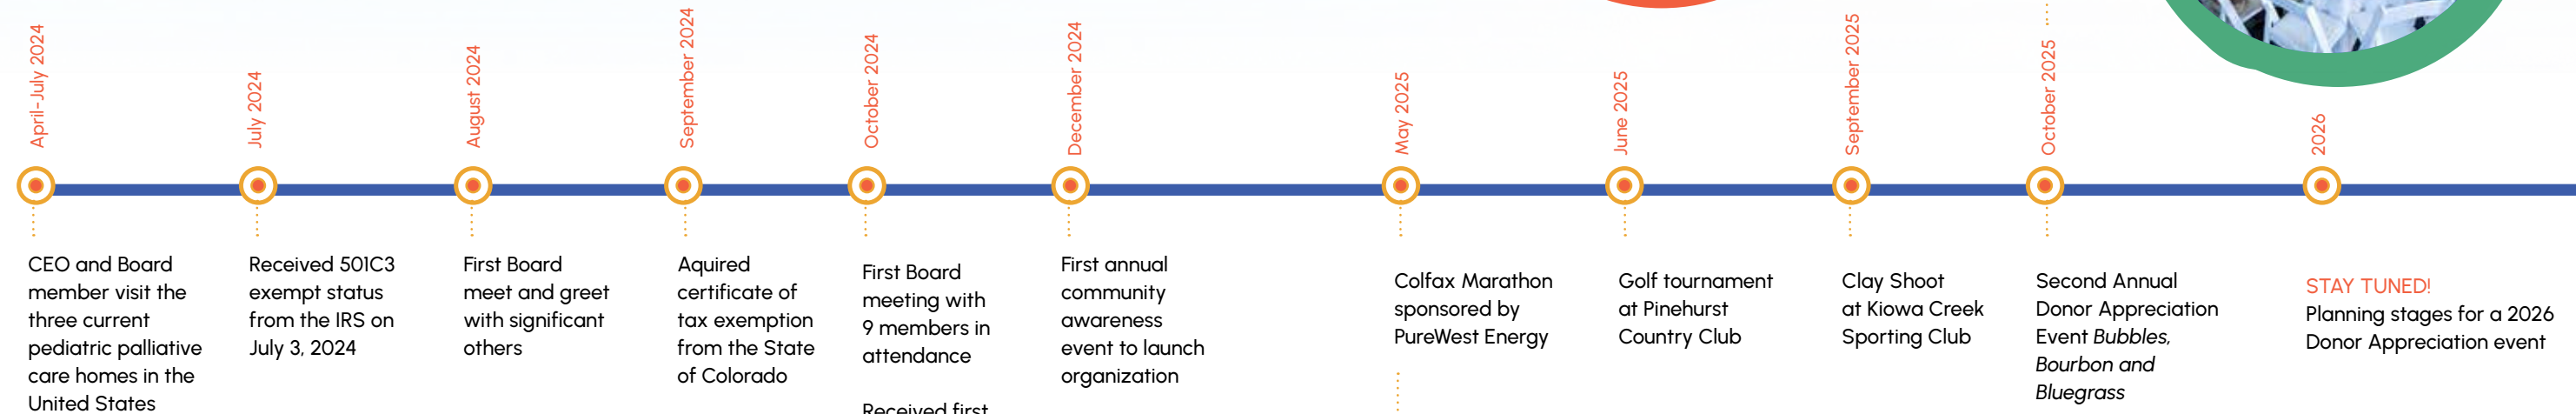 April-July 2024
July 2024
August 2024
September 2024
October 2024
December 2024
May 2025
June 2025
September 2025
October 2025
2026
CEO and Board
member visit the
three current
pediatric palliative
care homes in the
United States
Received 501C3
exempt status
from the IRS on
July 3, 2024
First Board
meet and greet
with significant
others
Aquired
certificate of
tax exemption
from the State
of Colorado
First Board
meeting with
9 members in
attendance
Received first
First annual
community
awareness
event to launch
organization
Colfax Marathon
sponsored by
PureWest Energy
Golf tournament
at Pinehurst
Country Club
Clay Shoot
at Kiowa Creek
Sporting Club
Second Annual
Donor Appreciation
Event Bubbles,
Bourbon and
Bluegrass
STAY TUNED!
Planning stages for a 2026
Donor Appreciation event